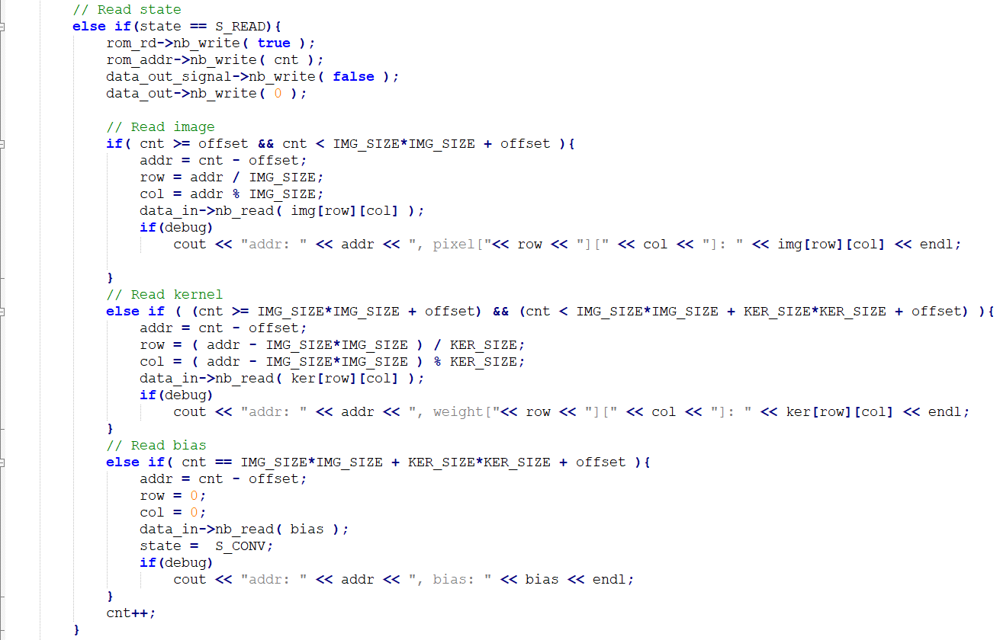 // Read state
else if(state == S_READ){
    rom_rd->nb_write( true );
    rom_addr->nb_write( cnt );
    data_out_signal->nb_write( false );
    data_out->nb_write( 0 );

    // Read image
    if( cnt >= offset && cnt < IMG_SIZE*IMG_SIZE + offset ){
        addr = cnt - offset;
        row = addr / IMG_SIZE;
        col = addr % IMG_SIZE;
        data_in->nb_read( img[row][col] );
        if(debug)
            cout << "addr: " << addr << ", pixel["<< row << "][" << col << "]: " << img[row][col] << endl;

    }
    // Read kernel
    else if ( (cnt >= IMG_SIZE*IMG_SIZE + offset) && (cnt < IMG_SIZE*IMG_SIZE + KER_SIZE*KER_SIZE + offset) ){
        addr = cnt - offset;
        row = ( addr - IMG_SIZE*IMG_SIZE ) / KER_SIZE;
        col = ( addr - IMG_SIZE*IMG_SIZE ) % KER_SIZE;
        data_in->nb_read( ker[row][col] );
        if(debug)
            cout << "addr: " << addr << ", weight["<< row << "][" << col << "]: " << ker[row][col] << endl;
    }
    // Read bias
    else if( cnt == IMG_SIZE*IMG_SIZE + KER_SIZE*KER_SIZE + offset ){
        addr = cnt - offset;
        row = 0;
        col = 0;
        data_in->nb_read( bias );
        state =  S_CONV;
        if(debug)
            cout << "addr: " << addr << ", bias: " << bias << endl;
    }
    cnt++;
}